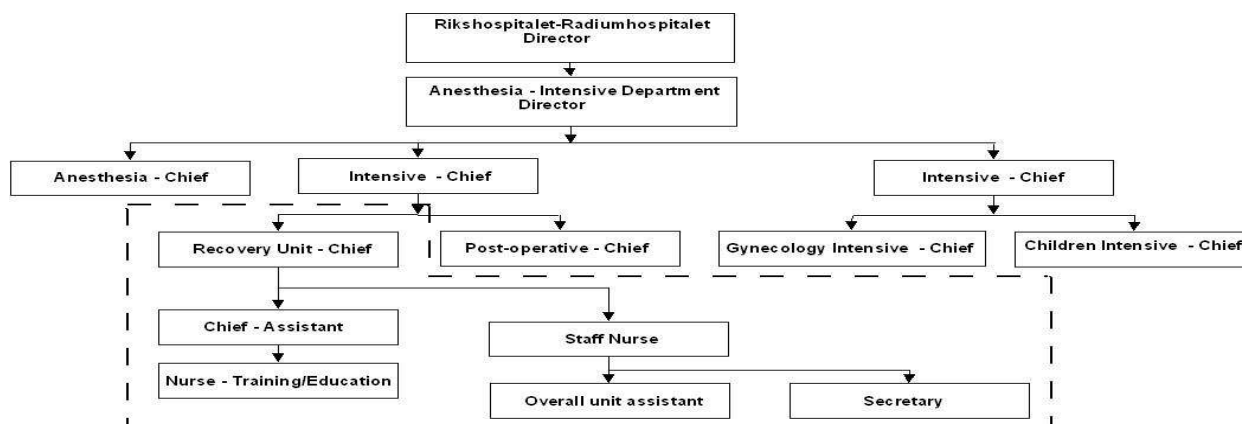 Rikshospitalet-Radiumhospitalet
Director
Anesthesia - Intensive Department
Director
Anesthesia - Chief
Intensive - Chief
Intensive - Chief
Recovery Unit - Chief
Post-operative - Chief
Gynecology Intensive - Chief
Children Intensive - Chief
Chief - Assistant
Staff Nurse
Nurse - Training/Education
Overall unit assistant
Secretary